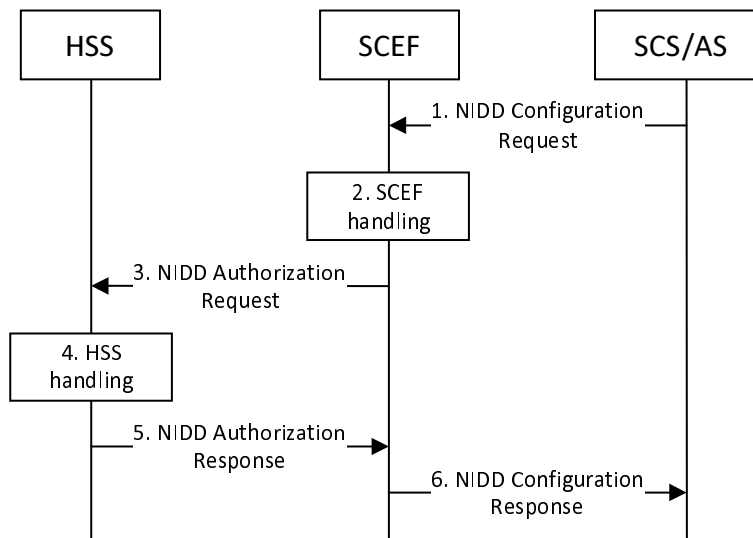 HSS
SCEF
SCS/AS
1. NIDD Configuration
Request
2. SCEF
handling
3. NIDD Authorization
Request
4. HSS
handling
5. NIDD Authorization
Response
6. NIDD Configuration
Response